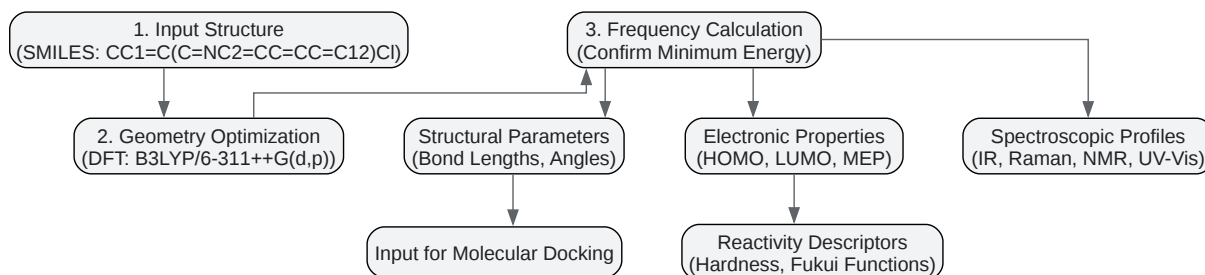 1. Input Structure
(SMILES: CC1=C(C=NC2=CC=CC=C12)Cl)
3. Frequency Calculation
(Confirm Minimum Energy)
2. Geometry Optimization
(DFT: B3LYP/6-311++G(d,p))
Structural Parameters
(Bond Lengths, Angles)
Electronic Properties
(HOMO, LUMO, MEP)
Spectroscopic Profiles
(IR, Raman, NMR, UV-Vis)
Input for Molecular Docking
Reactivity Descriptors
(Hardness, Fukui Functions)